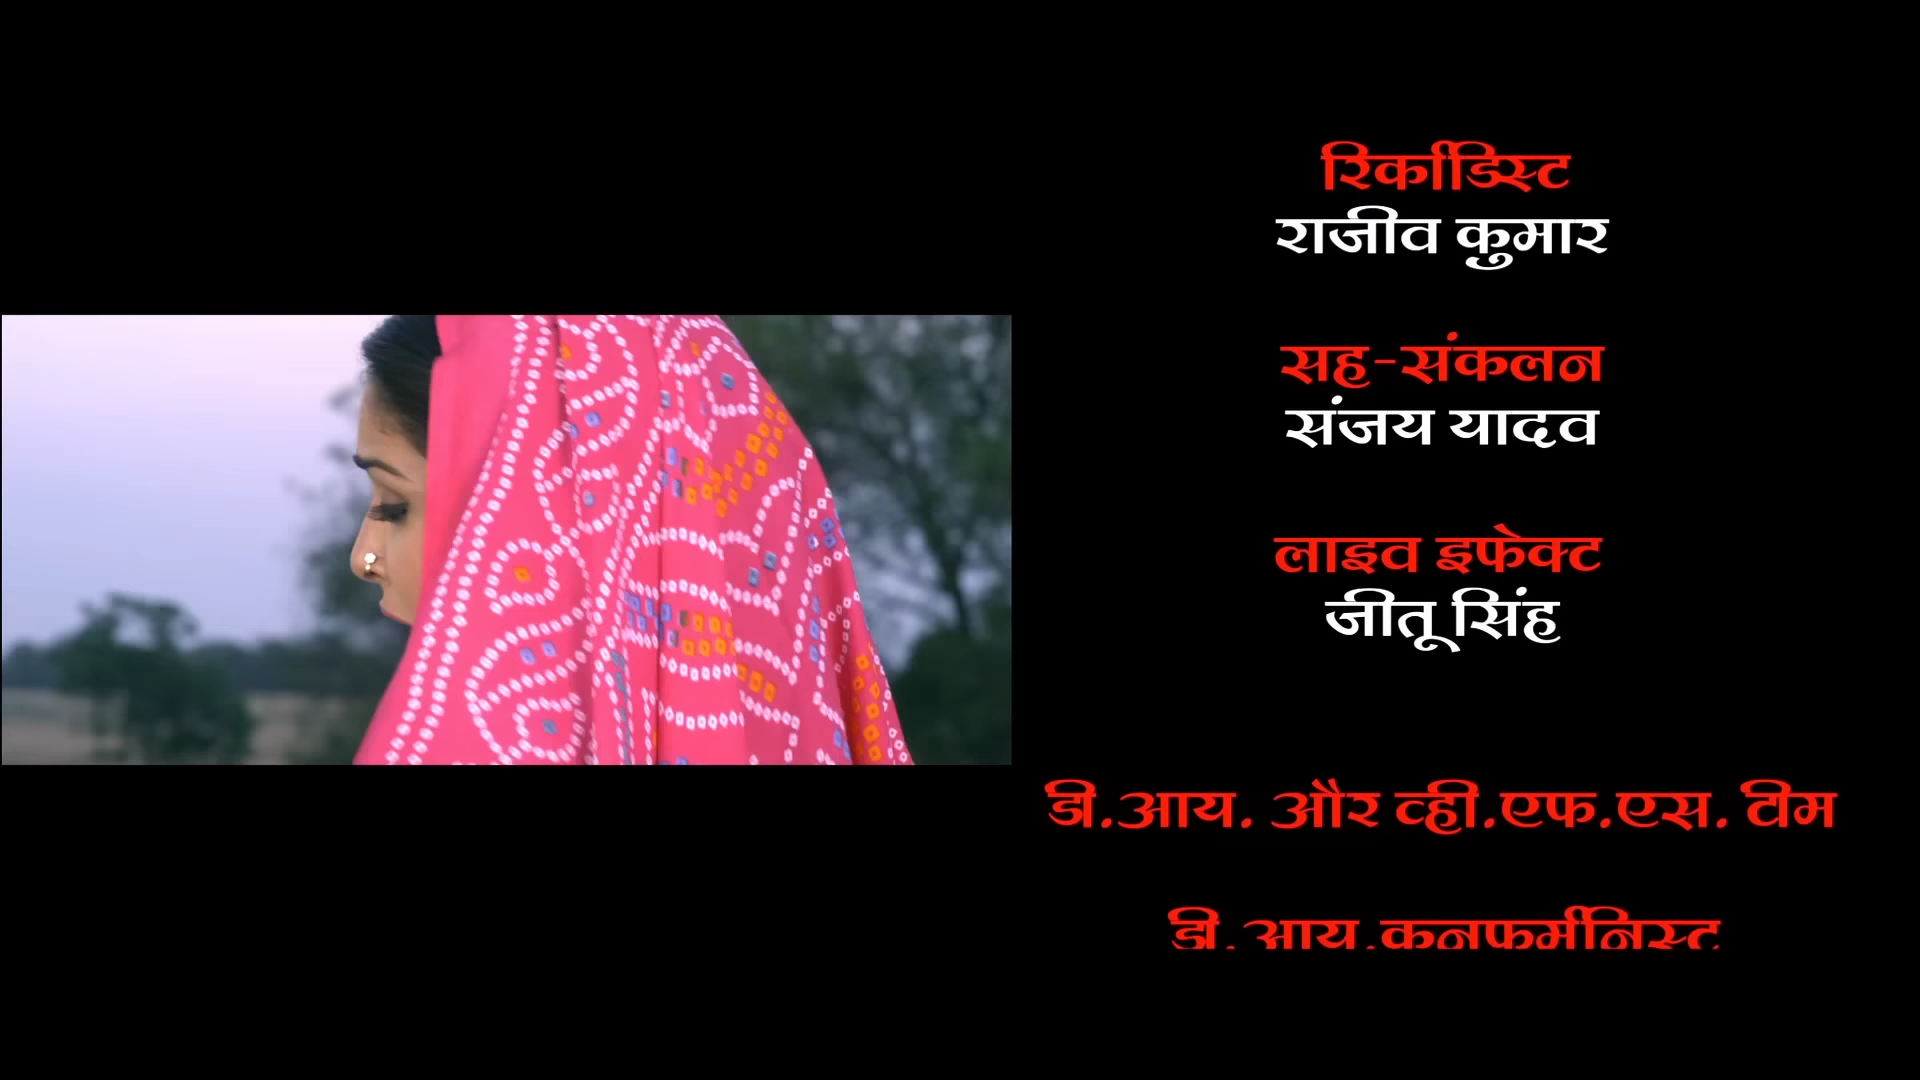 रिर्काडिस्ट
राजीव कुमार
सह-संकलन
संजय यादव
लाइव इफेक्ट
जीतू सिंह
डी.आय. और व्ही.एफ.एस. टीम
डी.आय.कनफर्मनिस्ट